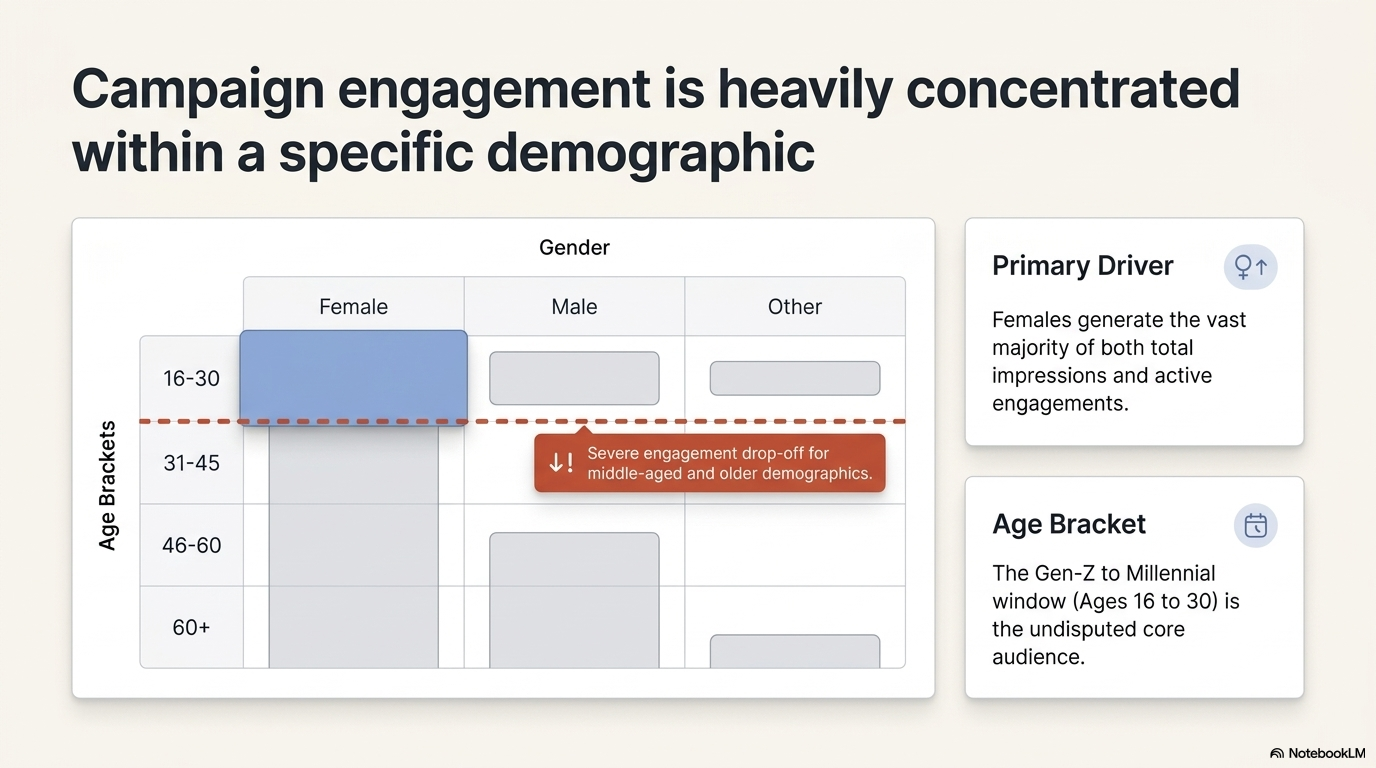 Campaign engagement is heavily concentrated
within a specific demographic
Gender
Female
Male
Other
Age Brackets
16-30
31-45
46-60
60+
↓! Severe engagement drop-off for
middle-aged and older demographics.
Primary Driver
Females generate the vast
majority of both total
impressions and active
engagements.
Age Bracket
The Gen-Z to Millennial
window (Ages 16 to 30) is
the undisputed core
audience.
NotebookLM